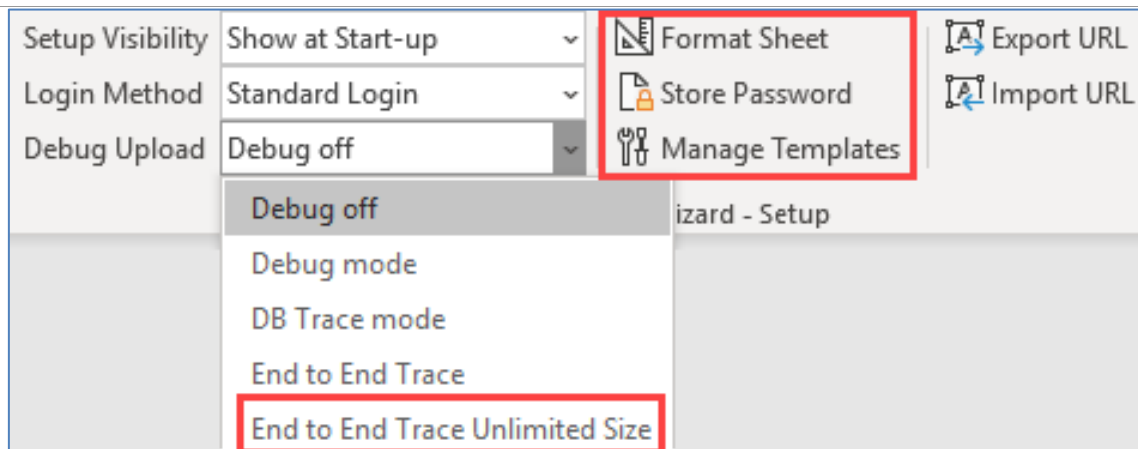 Setup Visibility Show at Start-up Format Sheet Export URL
Login Method Standard Login Store Password Import URL
Debug Upload Debug off Manage Templates
Debug off
izard - Setup
Debug mode
DB Trace mode
End to End Trace
End to End Trace Unlimited Size